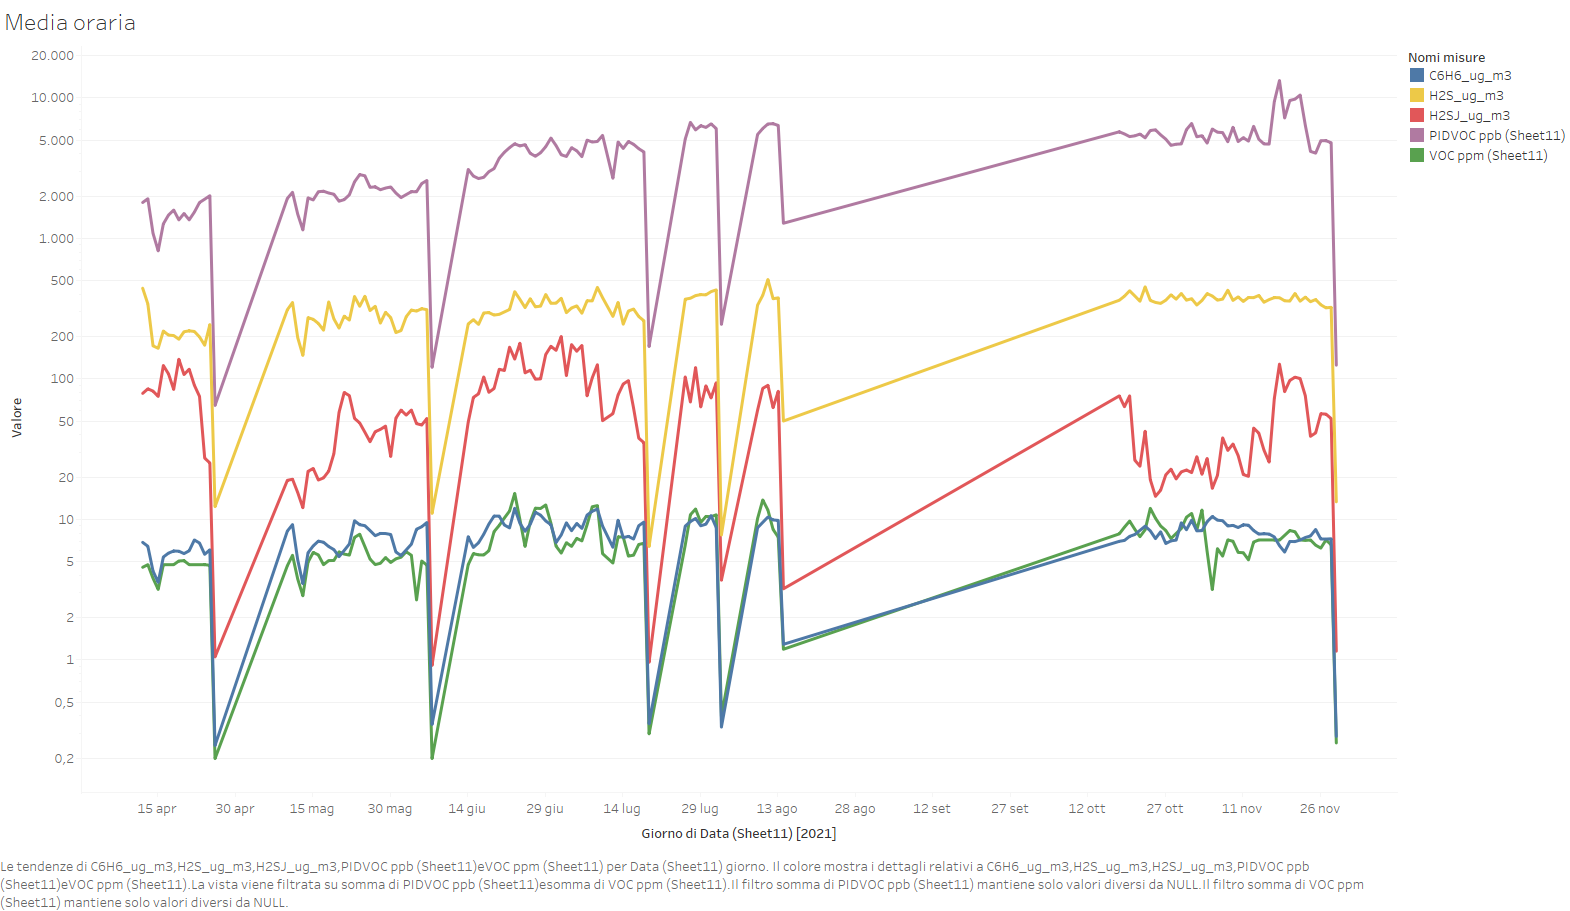 Media oraria
20.000
10.000
5.000
2.000
1.000
500
200
100
50
20
10
5
2
1
0,5
0,2
Valore
15 apr
30 apr
15 mag
30 mag
14 giu
29 giu
14 lug
29 lug
13 ago
28 ago
12 set
27 set
12 ott
27 ott
11 nov
26 nov
Giorno di Data (Sheet11) [2021]
Nomi misure
C6H6_ug_m3
H2S_ug_m3
H2SJ_ug_m3
PIDVOC ppb (Sheet11)
VOC ppm (Sheet11)
Le tendenze di C6H6_ug_m3,H2S_ug_m3,H2SJ_ug_m3,PIDVOC ppb (Sheet11)eVOC ppm (Sheet11) per Data (Sheet11) giorno. Il colore mostra i dettagli relativi a C6H6_ug_m3,H2S_ug_m3,H2SJ_ug_m3,PIDVOC ppb
(Sheet11)eVOC ppm (Sheet11).La vista viene filtrata su somma di PIDVOC ppb (Sheet11)esomma di VOC ppm (Sheet11).Il filtro somma di PIDVOC ppb (Sheet11) mantiene solo valori diversi da NULL.Il filtro somma di VOC ppm
(Sheet11) mantiene solo valori diversi da NULL.